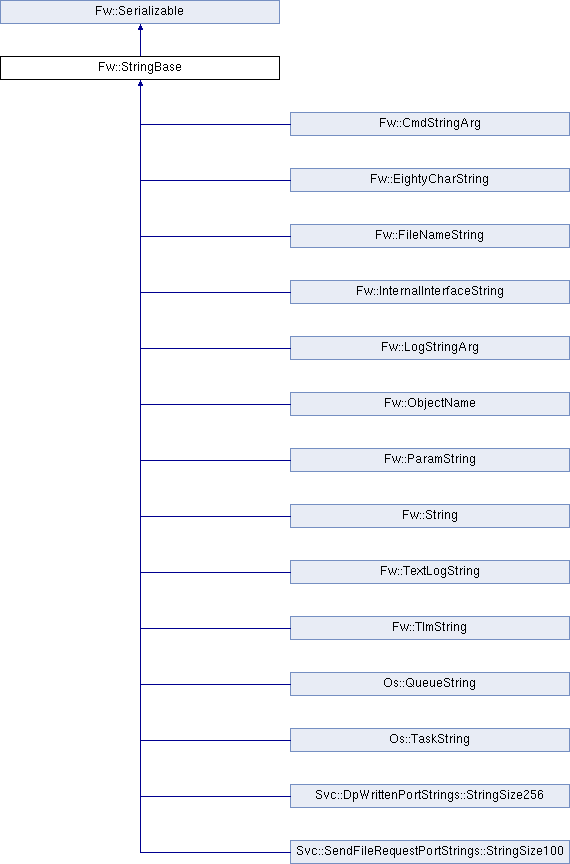 Fw::Serializable
Fw::StringBase
Fw::CmdStringArg
Fw::EightyCharString
Fw::FileNameString
Fw::InternalInterfaceString
Fw::LogStringArg
Fw::ObjectName
Fw::ParamString
Fw::String
Fw::TextLogString
Fw::TlmString
Os::QueueString
Os::TaskString
Svc::DpWrittenPortStrings::StringSize256
Svc::SendFileRequestPortStrings::StringSize100